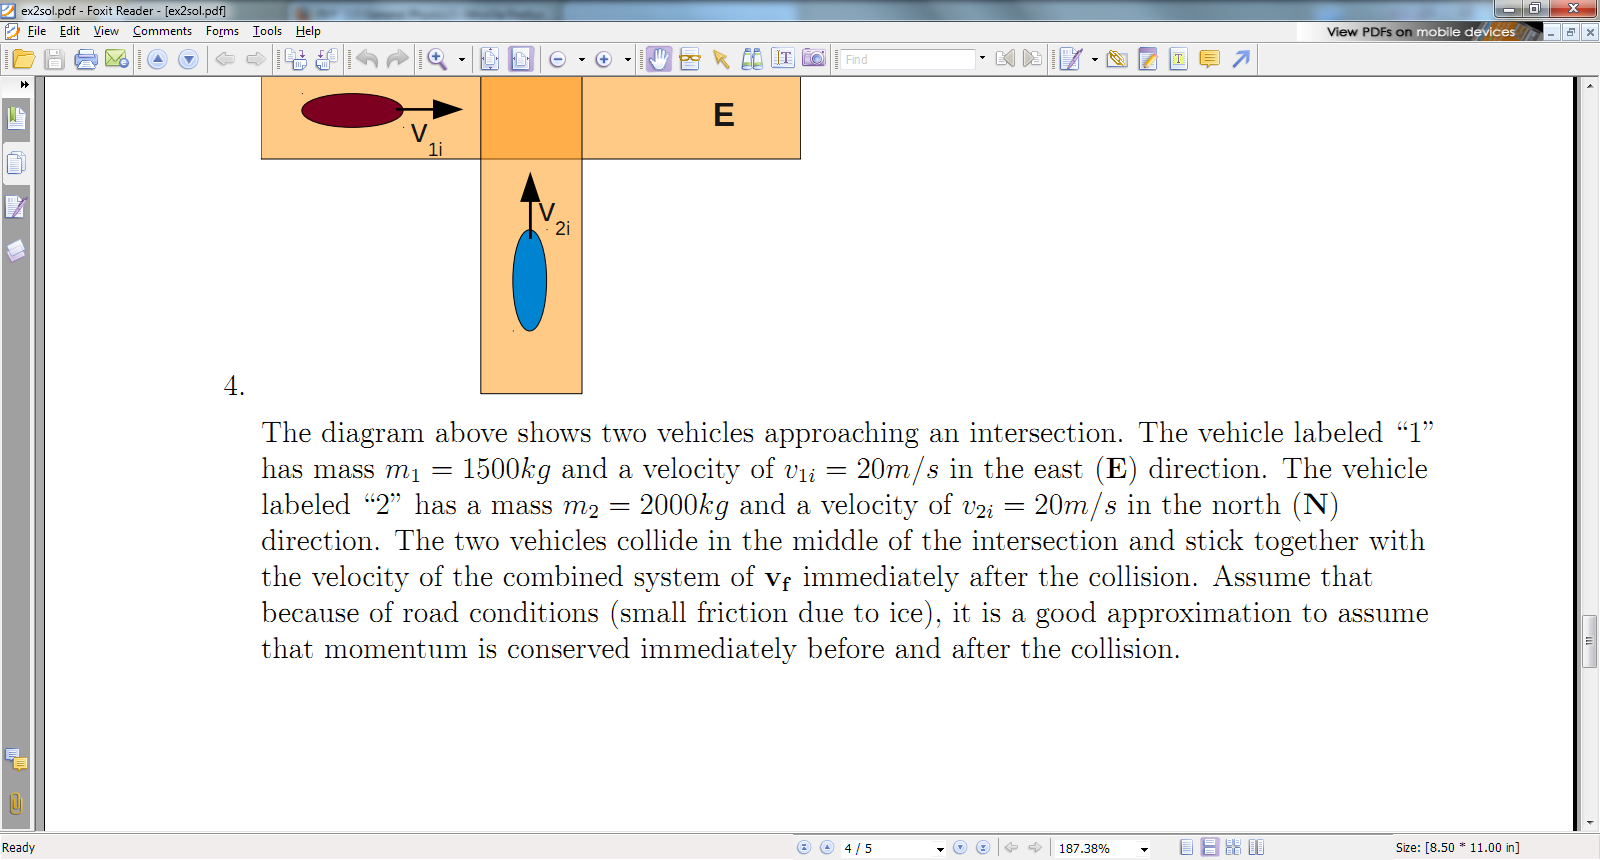 ex2sol.pdf - Foxit Reader - [ex2sol.pdf]
File Edit View Comments Forms Tools Help
View PDFs on mobile devices
Find
V1i
E
V2i
4.
The diagram above shows two vehicles approaching an intersection. The vehicle labeled “1”
has mass m₁ = 1500kg and a velocity of v₁ᵢ = 20m/s in the east (E) direction. The vehicle
labeled “2” has a mass m₂ = 2000kg and a velocity of v₂ᵢ = 20m/s in the north (N)
direction. The two vehicles collide in the middle of the intersection and stick together with
the velocity of the combined system of vf immediately after the collision. Assume that
because of road conditions (small friction due to ice), it is a good approximation to assume
that momentum is conserved immediately before and after the collision.
Ready
4 / 5
187.38%
Size: [8.50 * 11.00 in]